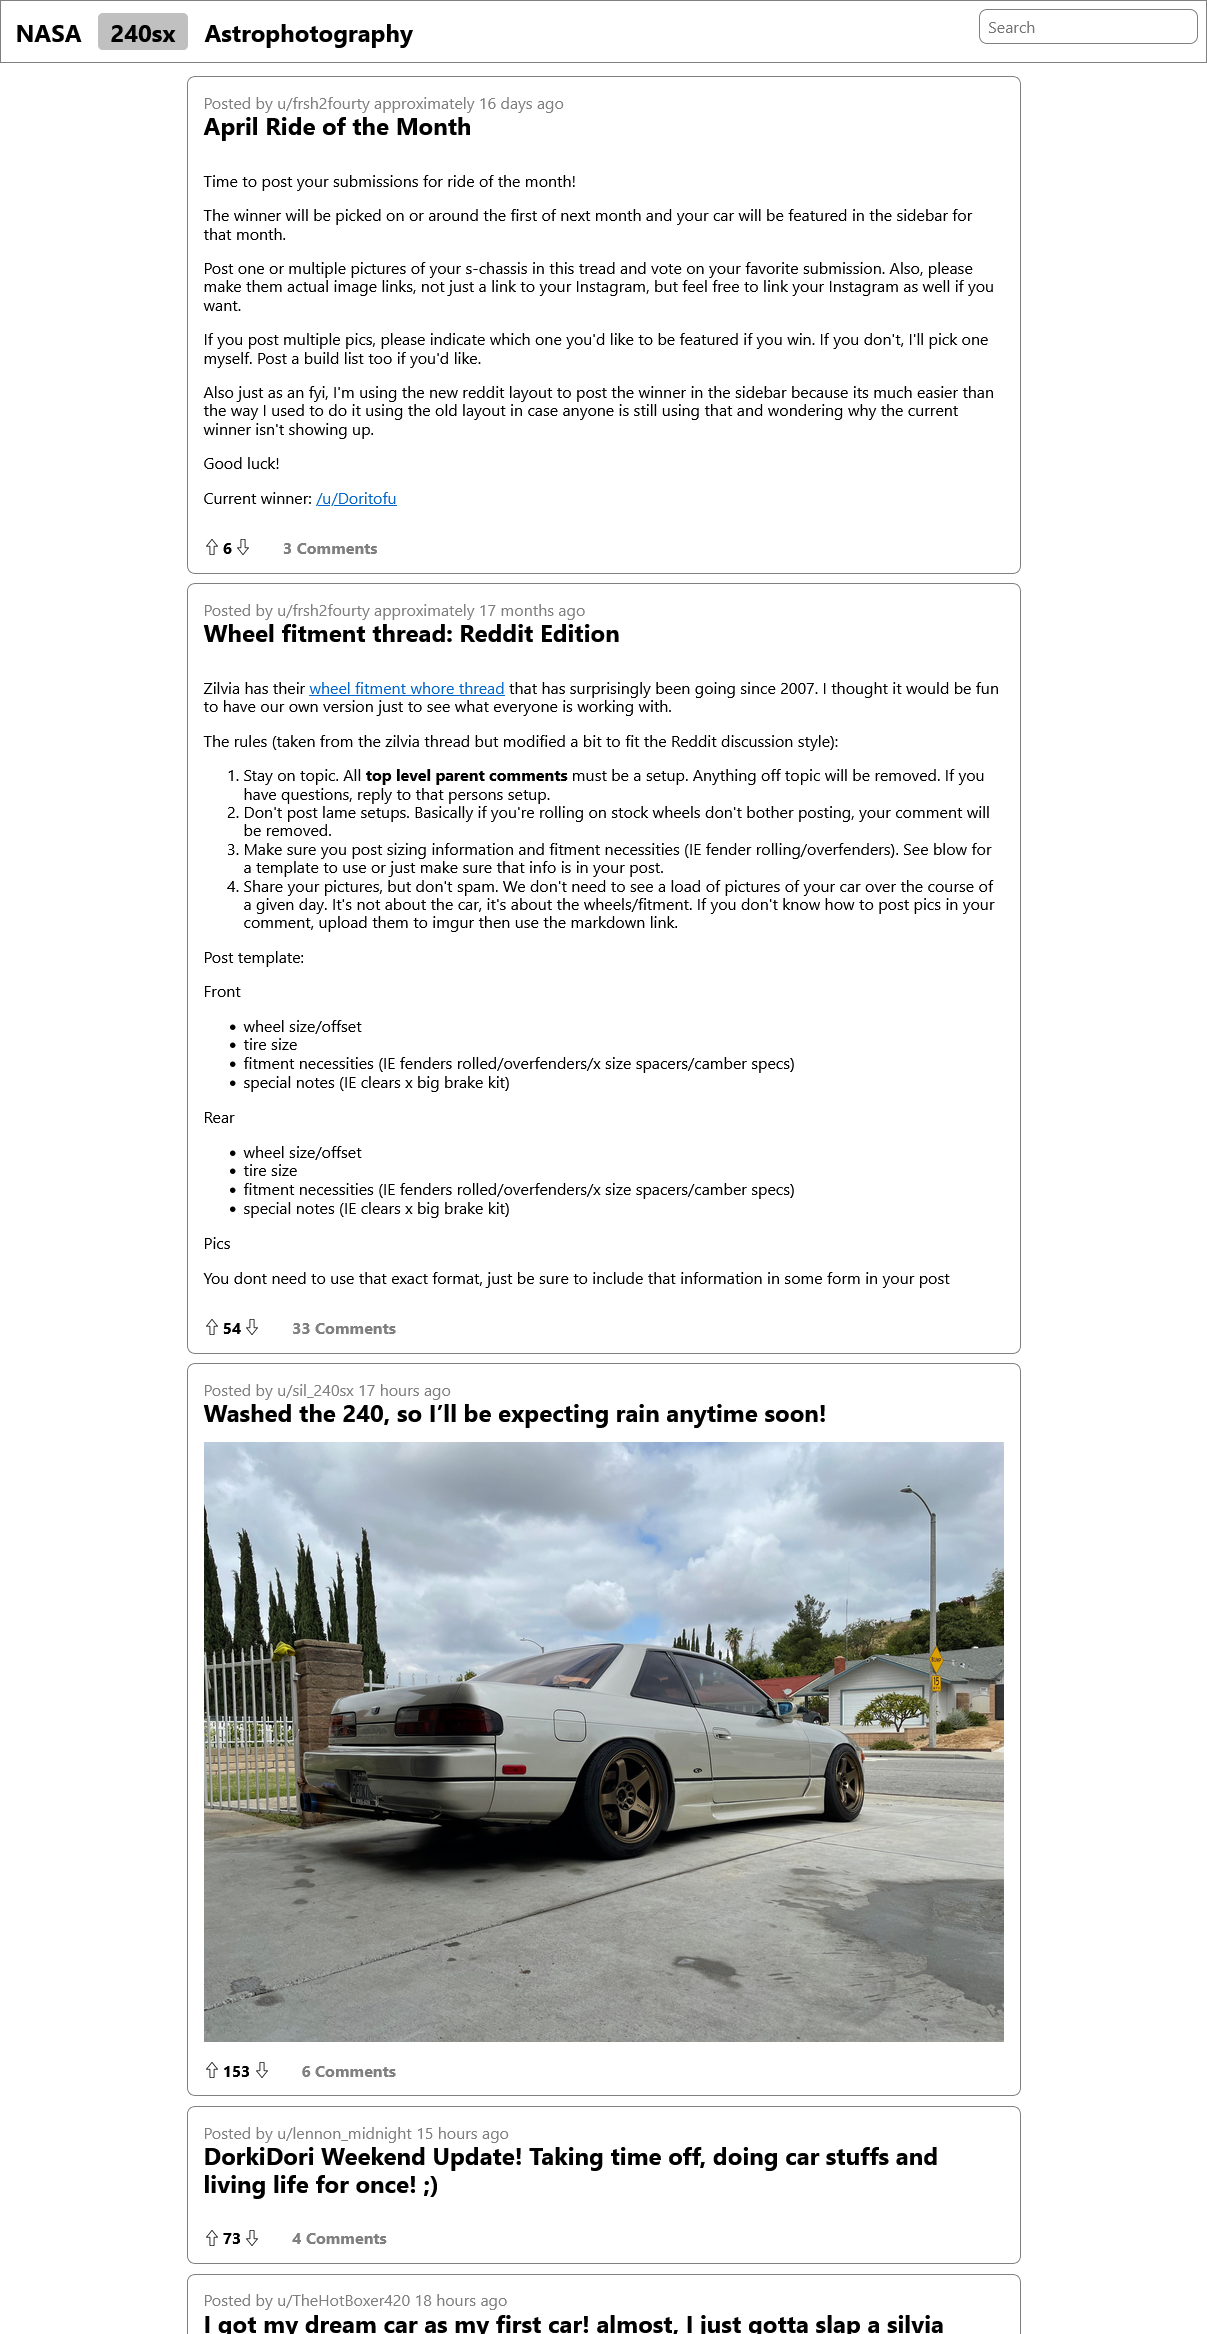 NASA 240sx Astrophotography Search
Posted by u/frsh2fourty approximately 16 days ago
April Ride of the Month
Time to post your submissions for ride of the month!
The winner will be picked on or around the first of next month and your car will be featured in the sidebar for
that month.
Post one or multiple pictures of your s-chassis in this tread and vote on your favorite submission. Also, please
make them actual image links, not just a link to your Instagram, but feel free to link your Instagram as well if you
want.
If you post multiple pics, please indicate which one you'd like to be featured if you win. If you don't, I'll pick one
myself. Post a build list too if you'd like.
Also just as an fyi, I'm using the new reddit layout to post the winner in the sidebar because its much easier than
the way I used to do it using the old layout in case anyone is still using that and wondering why the current
winner isn't showing up.
Good luck!
Current winner: /u/Doritofu
6 3 Comments
Posted by u/frsh2fourty approximately 17 months ago
Wheel fitment thread: Reddit Edition
Zilvia has their wheel fitment whore thread that has surprisingly been going since 2007. I thought it would be fun
to have our own version just to see what everyone is working with.
The rules (taken from the zilvia thread but modified a bit to fit the Reddit discussion style):
1. Stay on topic. All top level parent comments must be a setup. Anything off topic will be removed. If you
have questions, reply to that persons setup.
2. Don't post lame setups. Basically if you're rolling on stock wheels don't bother posting, your comment will
be removed.
3. Make sure you post sizing information and fitment necessities (IE fender rolling/overfenders). See blow for
a template to use or just make sure that info is in your post.
4. Share your pictures, but don't spam. We don't need to see a load of pictures of your car over the course of
a given day. It's not about the car, it's about the wheels/fitment. If you don't know how to post pics in your
comment, upload them to imgur then use the markdown link.
Post template:
Front
• wheel size/offset
• tire size
• fitment necessities (IE fenders rolled/overfenders/x size spacers/camber specs)
• special notes (IE clears x big brake kit)
Rear
• wheel size/offset
• tire size
• fitment necessities (IE fenders rolled/overfenders/x size spacers/camber specs)
• special notes (IE clears x big brake kit)
Pics
You dont need to use that exact format, just be sure to include that information in some form in your post
54 33 Comments
Posted by u/sil_240sx 17 hours ago
Washed the 240, so I’ll be expecting rain anytime soon!
BUMP
15
153 6 Comments
Posted by u/lennon_midnight 15 hours ago
DorkiDori Weekend Update! Taking time off, doing car stuffs and
living life for once! ;)
73 4 Comments
Posted by u/TheHotBoxer420 18 hours ago
I got my dream car as my first car! almost, I just gotta slap a silvia